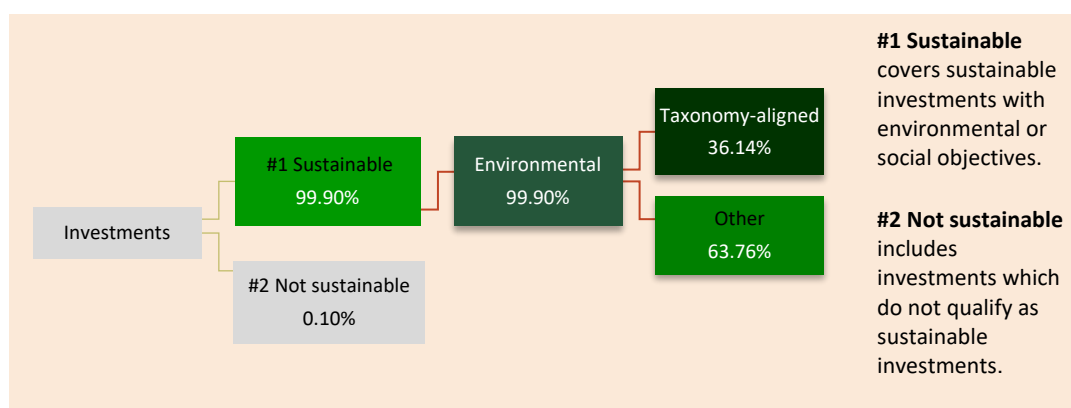 Investments
#1 Sustainable
99.90%
#2 Not sustainable
0.10%
Environmental
99.90%
Taxonomy-aligned
36.14%
Other
63.76%
#1 Sustainable
covers sustainable
investments with
environmental or
social objectives.
#2 Not sustainable
includes
investments which
do not qualify as
sustainable
investments.